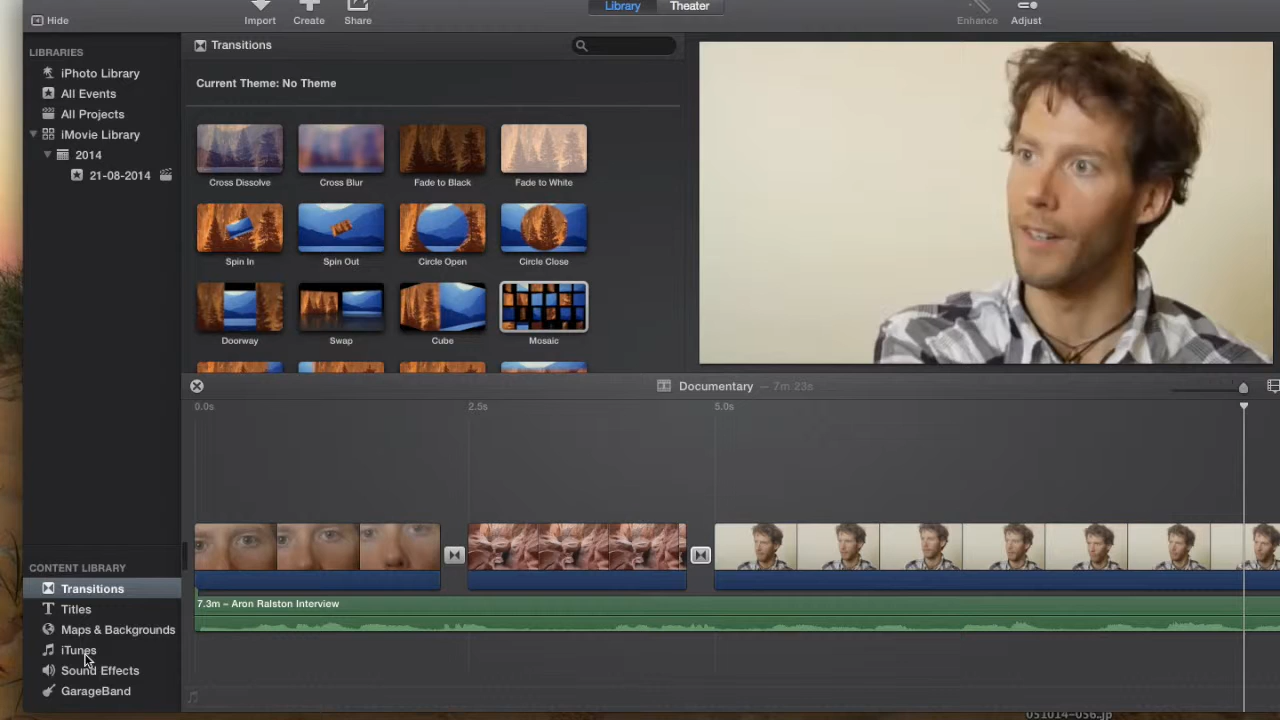 Hide
Import
Create
Share
Library
Theater
Enhance
Adjust
LIBRARIES
iPhoto Library
All Events
All Projects
iMovie Library
2014
21-08-2014
Transitions
Current Theme: No Theme
Cross Dissolve
Cross Blur
Fade to Black
Fade to White
Spin In
Spin Out
Circle Open
Circle Close
Doorway
Swap
Cube
Mosaic
Documentary — 7m 23s
0.0s
2.5s
5.0s
7.3m – Aron Ralston Interview
CONTENT LIBRARY
Transitions
Titles
Maps & Backgrounds
iTunes
Sound Effects
GarageBand